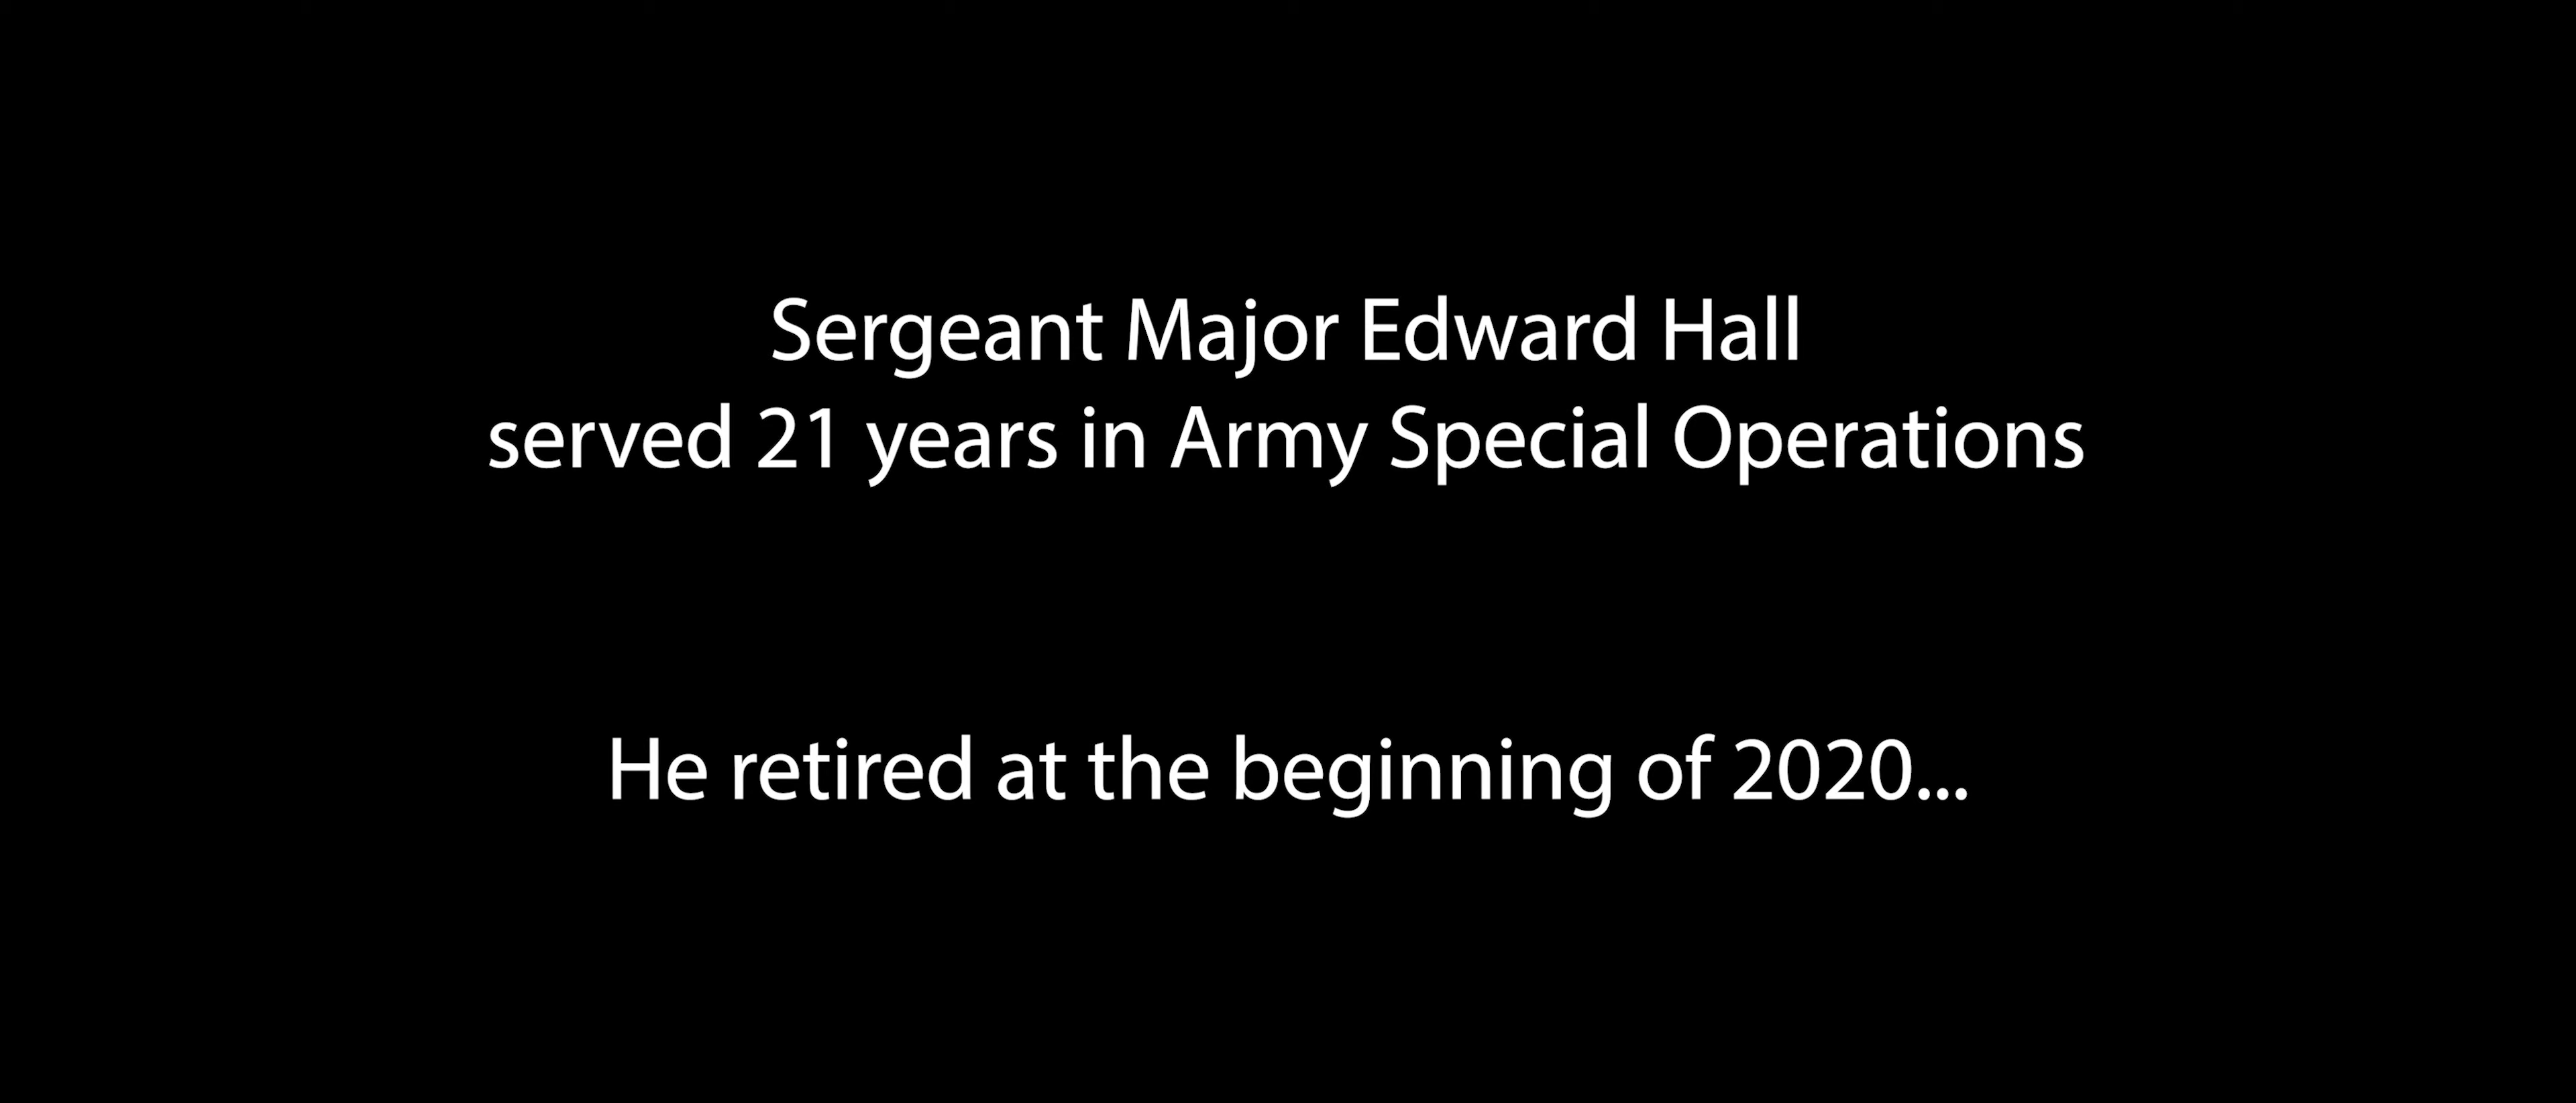 Sergeant Major Edward Hall
served 21 years in Army Special Operations
He retired at the beginning of 2020...